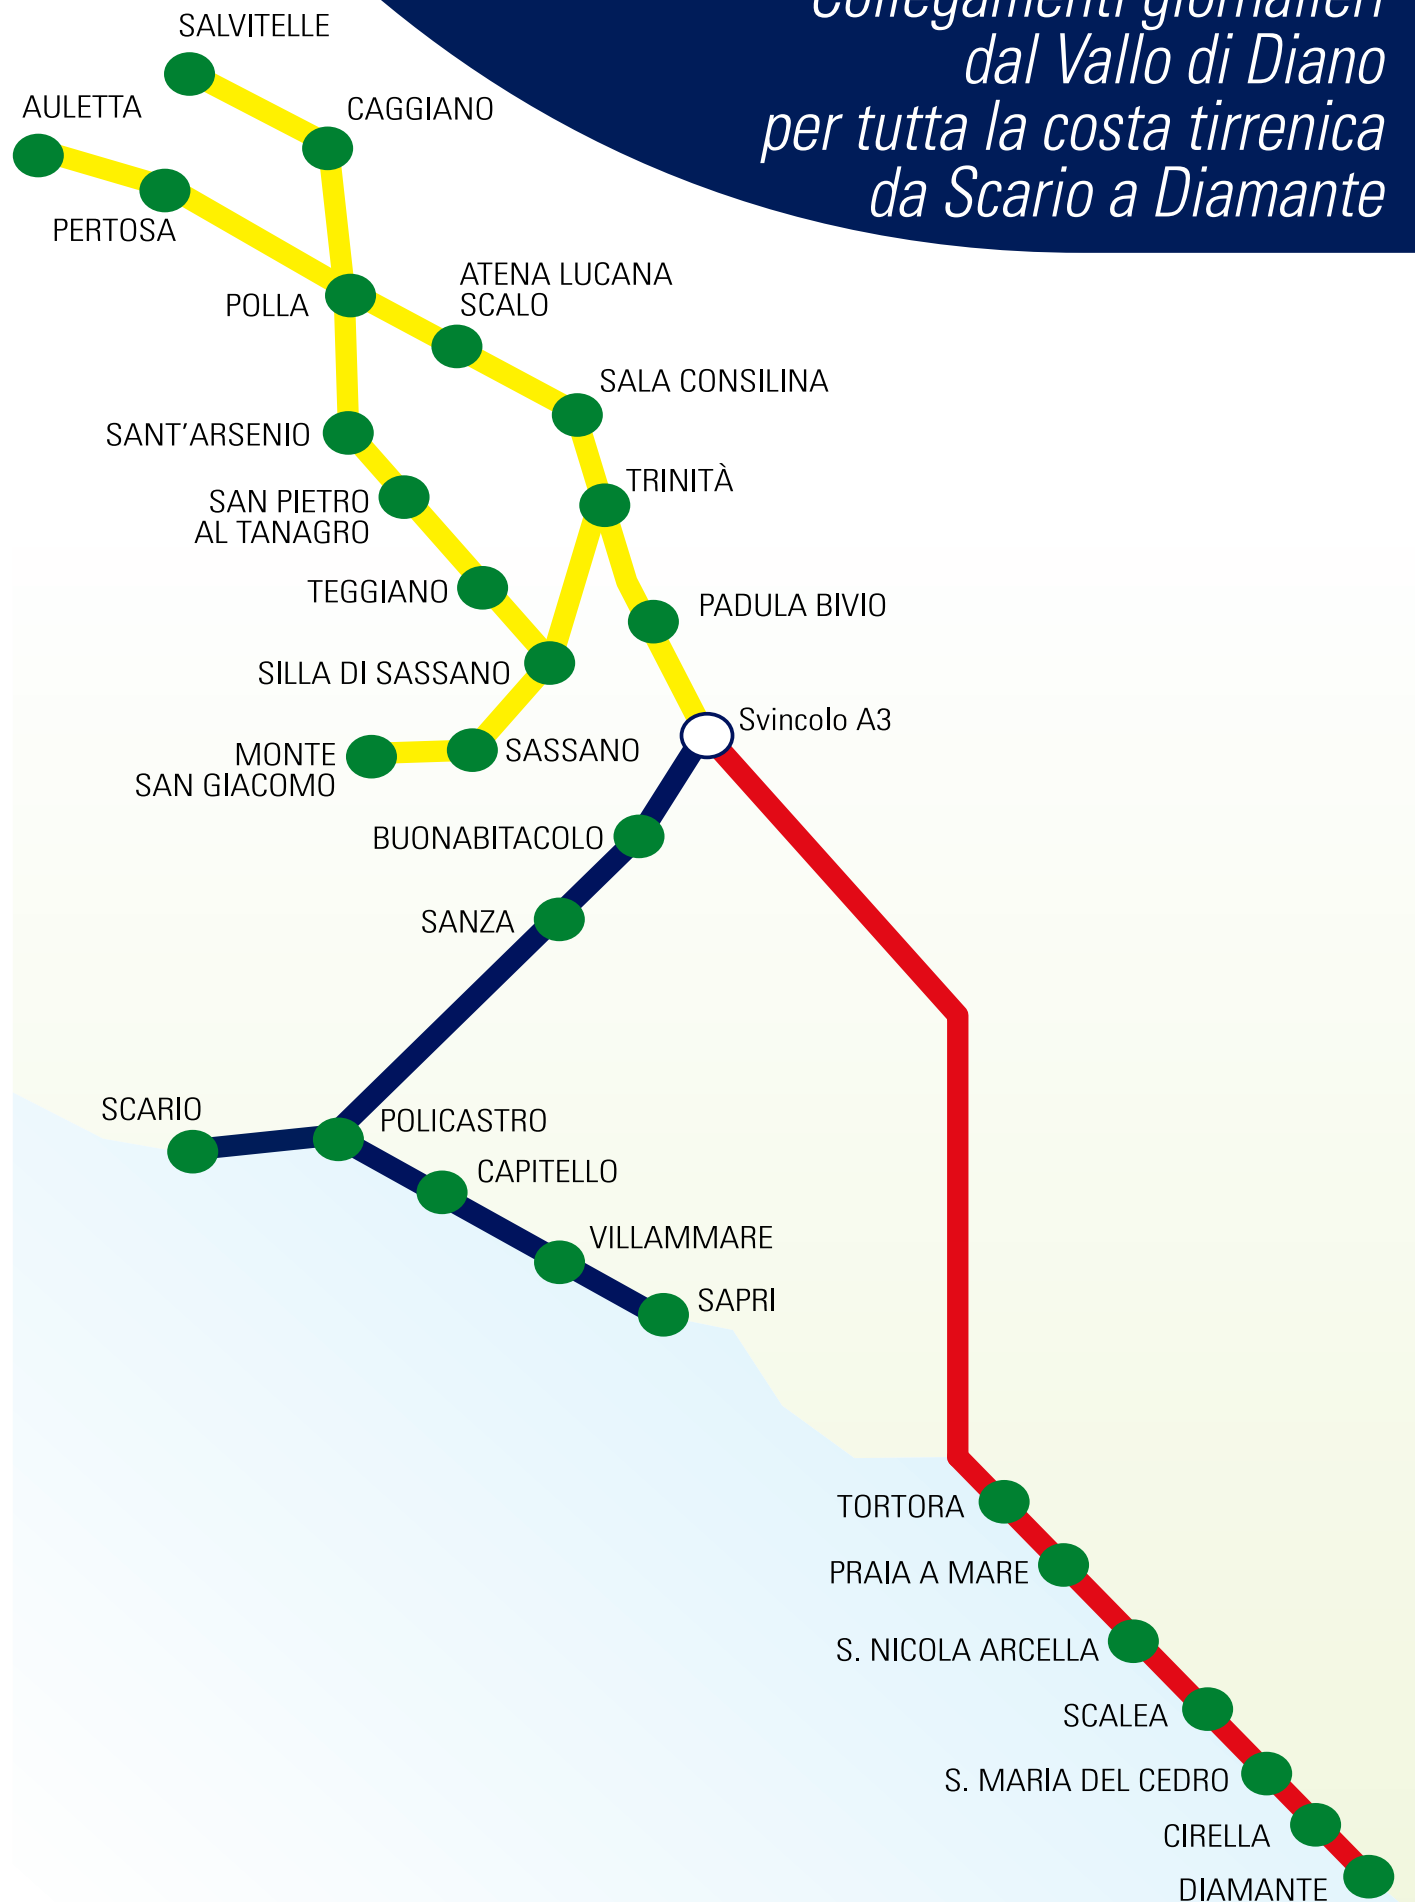 Collegamenti giornalieri
dal Vallo di Diano
per tutta la costa tirrenica
da Scario a Diamante
SALVITELLE
AULETTA
CAGGIANO
PERTOSA
POLLA
ATENA LUCANA
SCALO
SALA CONSILINA
SANT'ARSENIO
TRINITÀ
SAN PIETRO
AL TANAGRO
TEGGIANO
PADULA BIVIO
SILLA DI SASSANO
Svincolo A3
MONTE
SAN GIACOMO
SASSANO
BUONABITACOLO
SANZA
SCARIO
POLICASTRO
CAPITELLO
VILLAMMARE
SAPRI
TORTORA
PRAIA A MARE
S. NICOLA ARCELLA
SCALEA
S. MARIA DEL CEDRO
CIRELLA
DIAMANTE